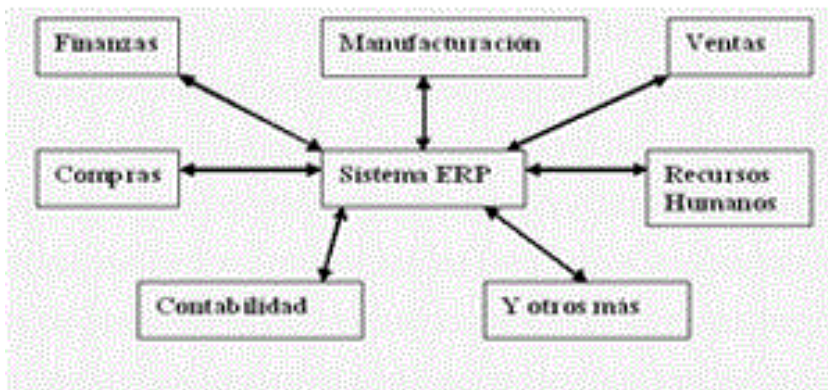 Finanzas
Manufacturación
Ventas
Compras
Sistema ERP
Recursos
Humanos
Contabilidad
Y otros más